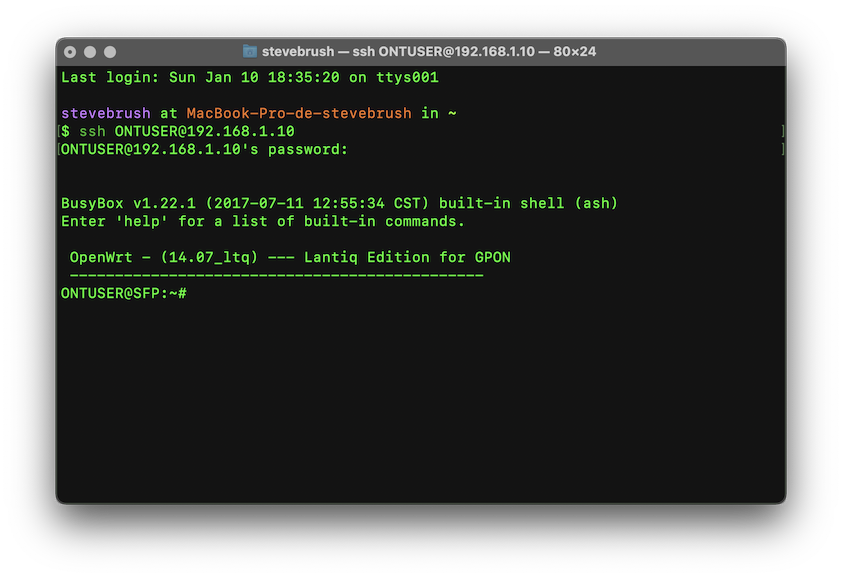 stevebrush — ssh ONTUSER@192.168.1.10 — 80×24
Last login: Sun Jan 10 18:35:20 on ttys001
stevebrush at MacBook-Pro-de-stevebrush in ~
[$ ssh ONTUSER@192.168.1.10 ]
[ONTUSER@192.168.1.10's password: ]
BusyBox v1.22.1 (2017-07-11 12:55:34 CST) built-in shell (ash)
Enter 'help' for a list of built-in commands.
OpenWrt - (14.07_ltq) --- Lantiq Edition for GPON
----------------------------------------------
ONTUSER@SFP:~#